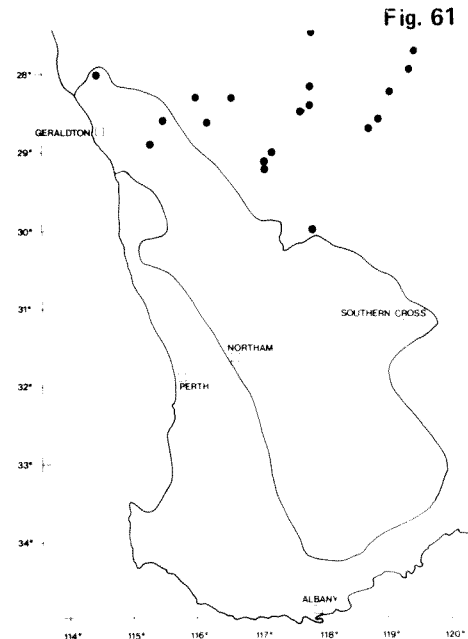 Fig. 61
28°
GERALDTON
29°
30°
31°
SOUTHERN CROSS
NORTHAM
32°
PERTH
33°
34°
ALBANY
114° 115° 116° 117° 118° 119° 120°